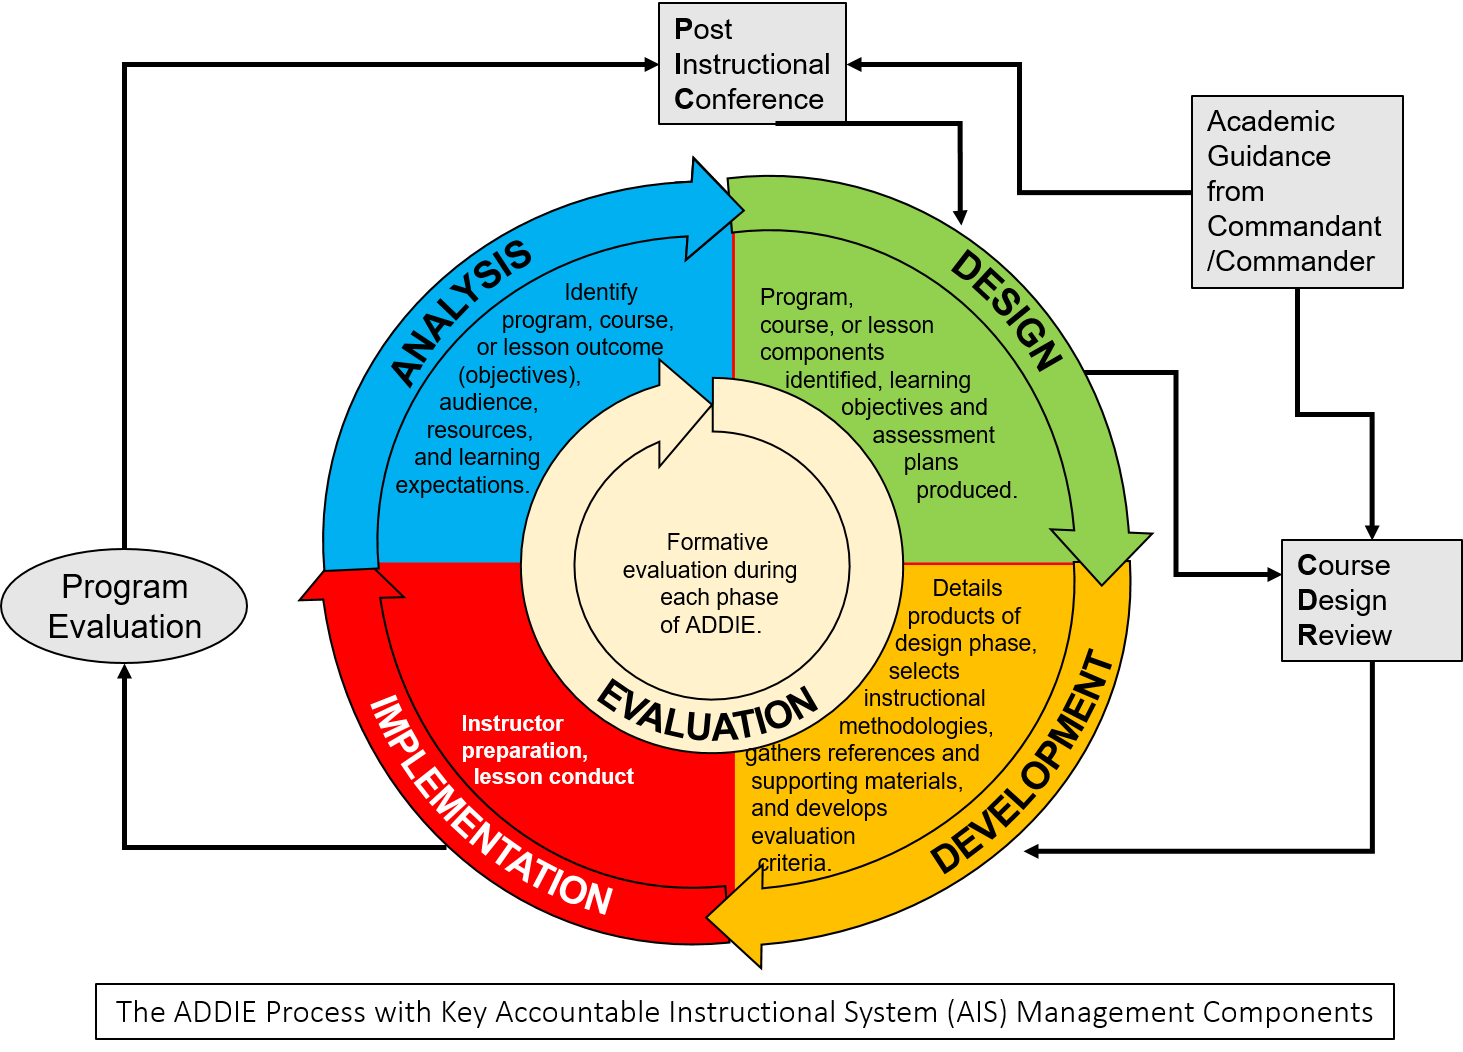 Post
Instructional
Conference
Academic
Guidance
from
Commandant
/Commander
ANALYSIS
Identify
program, course,
or lesson outcome
(objectives),
audience,
resources,
and learning
expectations.
DESIGN
Program,
course, or lesson
components
identified, learning
objectives and
assessment
plans
produced.
Program
Evaluation
Formative
evaluation during
each phase
of ADDIE.
EVALUATION
Course
Design
Review
IMPLEMENTATION
Instructor
preparation,
lesson conduct
Details
products of
design phase,
selects
instructional
methodologies,
gathers references and
supporting materials,
and develops
evaluation
criteria.
DEVELOPMENT
The ADDIE Process with Key Accountable Instructional System (AIS) Management Components